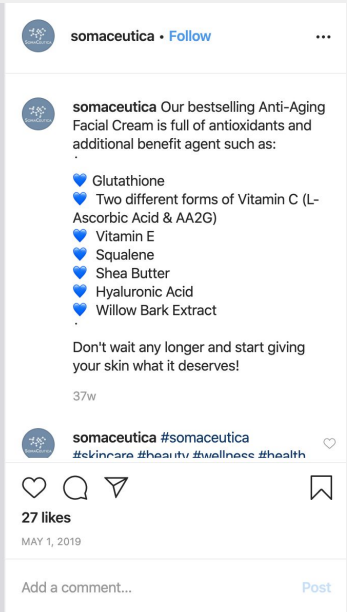 somaceutica • Follow
somaceutica Our bestselling Anti-Aging
Facial Cream is full of antioxidants and
additional benefit agent such as:
.
💙 Glutathione
💙 Two different forms of Vitamin C (L-
Ascorbic Acid & AA2G)
💙 Vitamin E
💙 Squalene
💙 Shea Butter
💙 Hyaluronic Acid
💙 Willow Bark Extract
.
Don't wait any longer and start giving
your skin what it deserves!
37w
somaceutica #somaceutica
#skincare #beauty #wellness #health
27 likes
MAY 1, 2019
Add a comment... Post